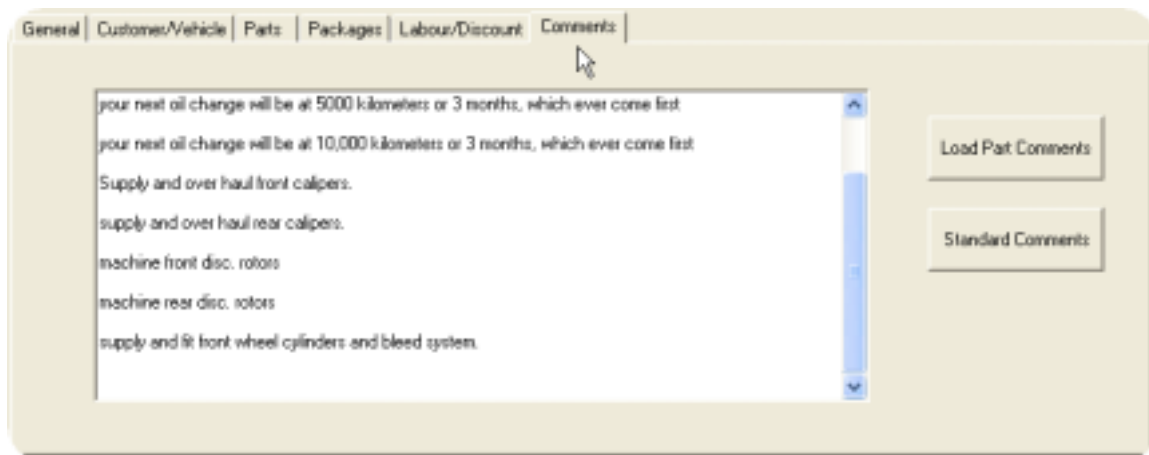 General Customer/Vehicle Parts Packages Labour/Discount Comments
your next oil change will be at 5000 kilometers or 3 months, which ever come first
your next oil change will be at 10,000 kilometers or 3 months, which ever come first
Supply and over haul front calipers.
supply and over haul rear calipers.
machine front disc. rotors
machine rear disc. rotors
supply and fit front wheel cylinders and bleed system.
Load Part Comments
Standard Comments